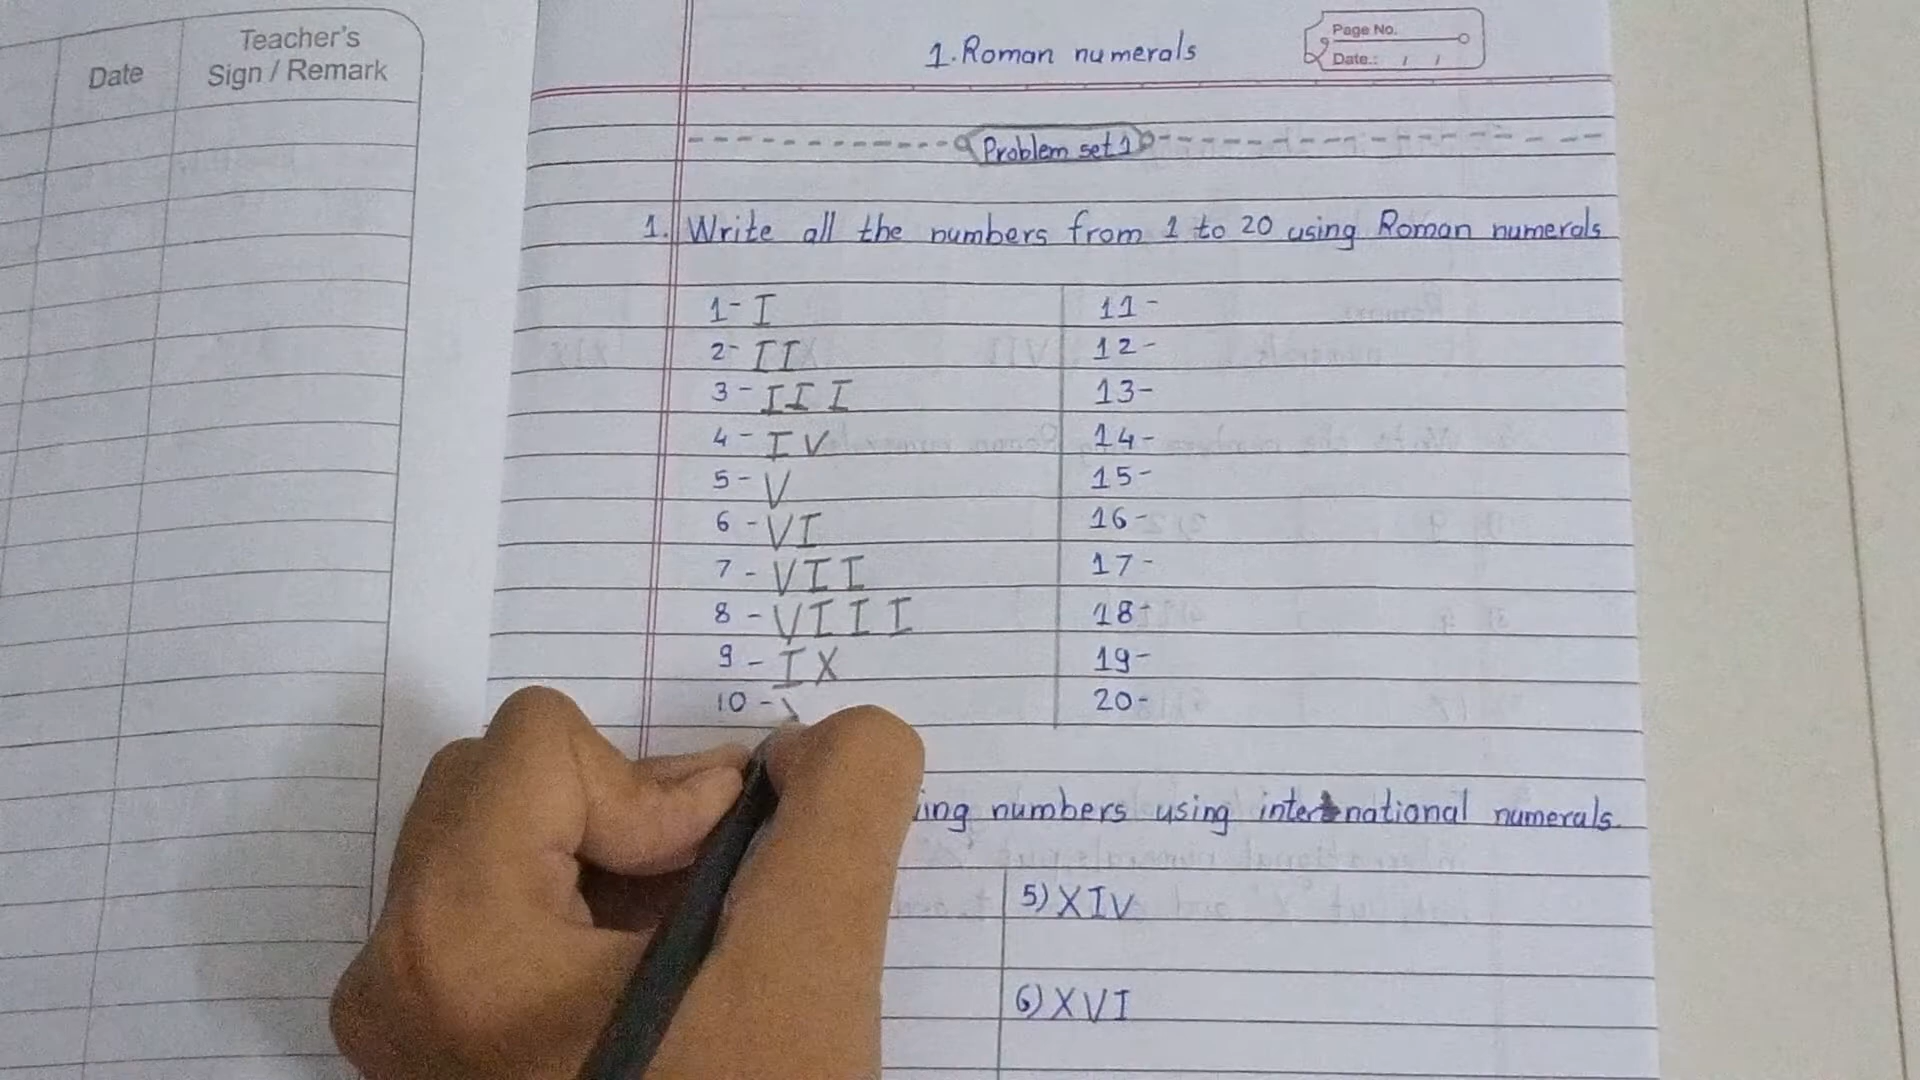 Date
Teacher's
Sign / Remark
1. Roman numerals
Page No.
Date.: / /
Problem set 1
1. Write all the numbers from 1 to 20 using Roman numerals
1 - I
2 - II
3 - III
4 - IV
5 - V
6 - VI
7 - VII
8 - VIII
9 - IX
10 -
11 -
12 -
13 -
14 -
15 -
16 -
17 -
18 -
19 -
20 -
numbers using international numerals.
5) XIV
6) XVI